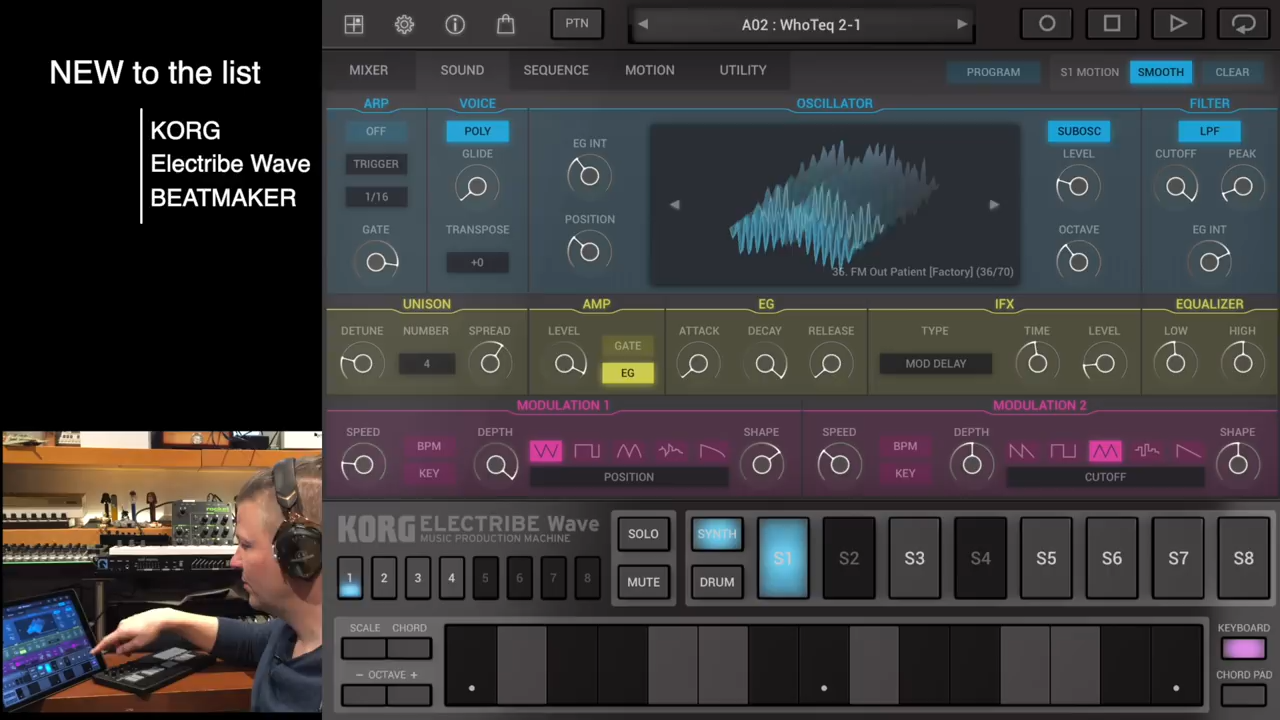 NEW to the list
KORG
Electribe Wave
BEATMAKER
PTN
A02 : WhoTeq 2-1
MIXER
SOUND
SEQUENCE
MOTION
UTILITY
PROGRAM
S1 MOTION
SMOOTH
CLEAR
ARP
VOICE
OSCILLATOR
FILTER
OFF
POLY
SUBOSC
LPF
TRIGGER
GLIDE
EG INT
LEVEL
CUTOFF
PEAK
1/16
GATE
TRANSPOSE
POSITION
OCTAVE
EG INT
+0
36. FM Out Patient [Factory] (36/70)
UNISON
AMP
EG
IFX
EQUALIZER
DETUNE
NUMBER
SPREAD
LEVEL
GATE
ATTACK
DECAY
RELEASE
TYPE
TIME
LEVEL
LOW
HIGH
4
EG
MOD DELAY
MODULATION 1
MODULATION 2
SPEED
BPM
DEPTH
SHAPE
SPEED
BPM
DEPTH
SHAPE
KEY
POSITION
KEY
CUTOFF
KORG ELECTRIBE Wave
MUSIC PRODUCTION MACHINE
SOLO
SYNTH
S1
S2
S3
S4
S5
S6
S7
S8
1
2
3
4
5
6
7
8
MUTE
DRUM
SCALE
CHORD
KEYBOARD
− OCTAVE +
CHORD PAD